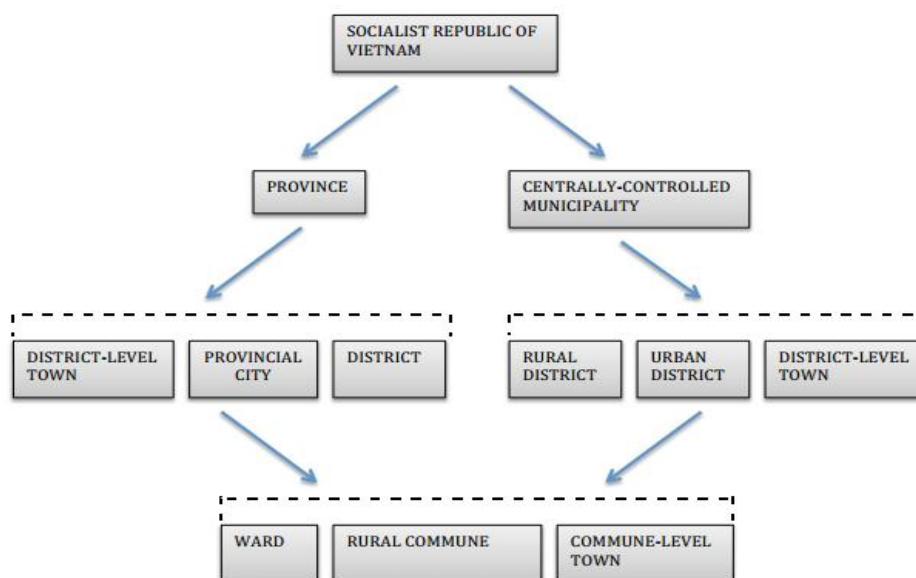 SOCIALIST REPUBLIC OF
VIETNAM
PROVINCE
CENTRALLY-CONTROLLED
MUNICIPALITY
DISTRICT-LEVEL
TOWN
PROVINCIAL
CITY
DISTRICT
RURAL
DISTRICT
URBAN
DISTRICT
DISTRICT-LEVEL
TOWN
WARD
RURAL COMMUNE
COMMUNE-LEVEL
TOWN